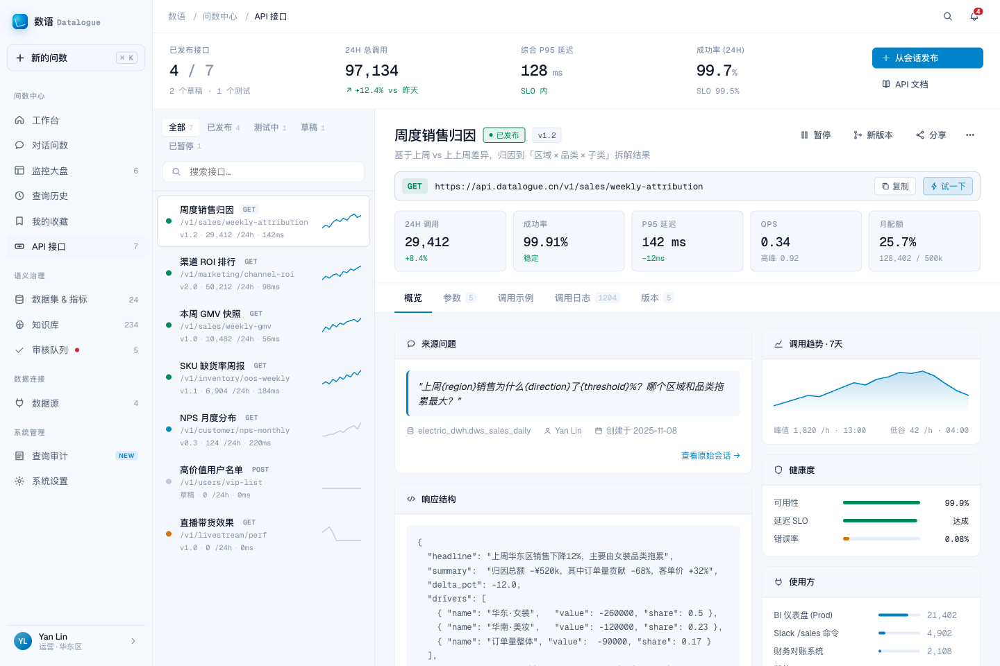 数语 Datalogue
新的问数 ⌘ K
问数中心
工作台
对话问数
监控大盘 6
查询历史
我的收藏
API 接口 7
语义治理
数据集 & 指标 24
知识库 234
审核队列 5
数据连接
数据源 4
系统管理
查询审计 NEW
系统设置
YL Yan Lin
运营 · 华东区
数语 / 问数中心 / API 接口
4
已发布接口
4 / 7
2 个草稿 · 1 个测试
24H 总调用
97,134
↗ +12.4% vs 昨天
综合 P95 延迟
128 ms
SLO 内
成功率 (24H)
99.7%
SLO 99.5%
从会话发布
API 文档
全部 7 已发布 4 测试中 1 草稿 1
已暂停 1
搜索接口…
周度销售归因 GET
/v1/sales/weekly-attribution
v1.2 · 29,412 /24h · 142ms
渠道 ROI 排行 GET
/v1/marketing/channel-roi
v2.0 · 50,212 /24h · 98ms
本周 GMV 快照 GET
/v1/sales/weekly-gmv
v1.0 · 10,482 /24h · 56ms
SKU 缺货率周报 GET
/v1/inventory/oos-weekly
v1.1 · 6,904 /24h · 184ms
NPS 月度分布 GET
/v1/customer/nps-monthly
v0.3 · 124 /24h · 220ms
高价值用户名单 POST
/v1/users/vip-list
草稿 · 0 /24h · 0ms
直播带货效果 GET
/v1/livestream/perf
v1.0 · 0 /24h · 0ms
周度销售归因 已发布 v1.2
暂停 新版本 分享
基于上周 vs 上上周差异，归因到「区域 × 品类 × 子类」拆解结果
GET https://api.datalogue.cn/v1/sales/weekly-attribution 复制 试一下
24H 调用
29,412
+8.4%
成功率
99.91%
稳定
P95 延迟
142 ms
−12ms
QPS
0.34
高峰 0.92
月配额
25.7%
128,402 / 500k
概览 参数 5 调用示例 调用日志 1204 版本 5
来源问题
"上周{region}销售为什么{direction}了{threshold}%？哪个区域和品类拖
累最大？"
electric_dwh.dws_sales_daily Yan Lin 创建于 2025-11-08
查看原始会话 →
响应结构
{
"headline": "上周华东区销售下降12%，主要由女装品类拖累",
"summary": "归因总额 −¥520k，其中订单量贡献 −68%，客单价 +32%",
"delta_pct": -12.0,
"drivers": [
{ "name": "华东·女装", "value": -260000, "share": 0.5 },
{ "name": "华南·美妆", "value": -120000, "share": 0.23 },
{ "name": "订单量整体", "value": -90000, "share": 0.17 }
],
调用趋势 · 7天
峰值 1,820 /h · 13:00 低谷 42 /h · 04:00
健康度
可用性 99.9%
延迟 SLO 达成
错误率 0.08%
使用方
BI 仪表盘 (Prod) 21,402
Slack /sales 命令 4,902
财务对账系统 2,108